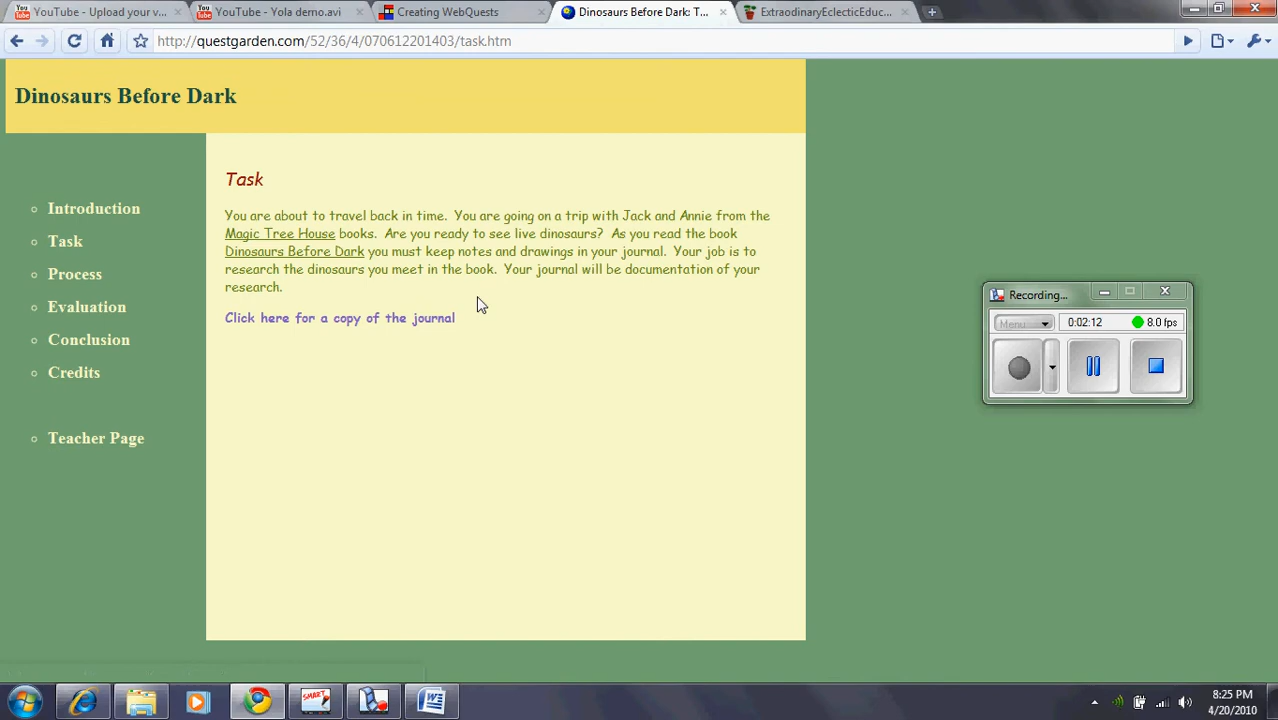 YouTube - Upload your v...
YouTube - Yola demo.avi
Creating WebQuests
Dinosaurs Before Dark: T...
ExtraodinaryEclecticEduc...
http://questgarden.com/52/36/4/070612201403/task.htm
Dinosaurs Before Dark
Introduction
Task
Process
Evaluation
Conclusion
Credits
Teacher Page
Task
You are about to travel back in time. You are going on a trip with Jack and Annie from the
Magic Tree House books. Are you ready to see live dinosaurs? As you read the book
Dinosaurs Before Dark you must keep notes and drawings in your journal. Your job is to
research the dinosaurs you meet in the book. Your journal will be documentation of your
research.
Click here for a copy of the journal
Recording...
Menu
0:02:12
8.0 fps
SMART
8:25 PM
4/20/2010